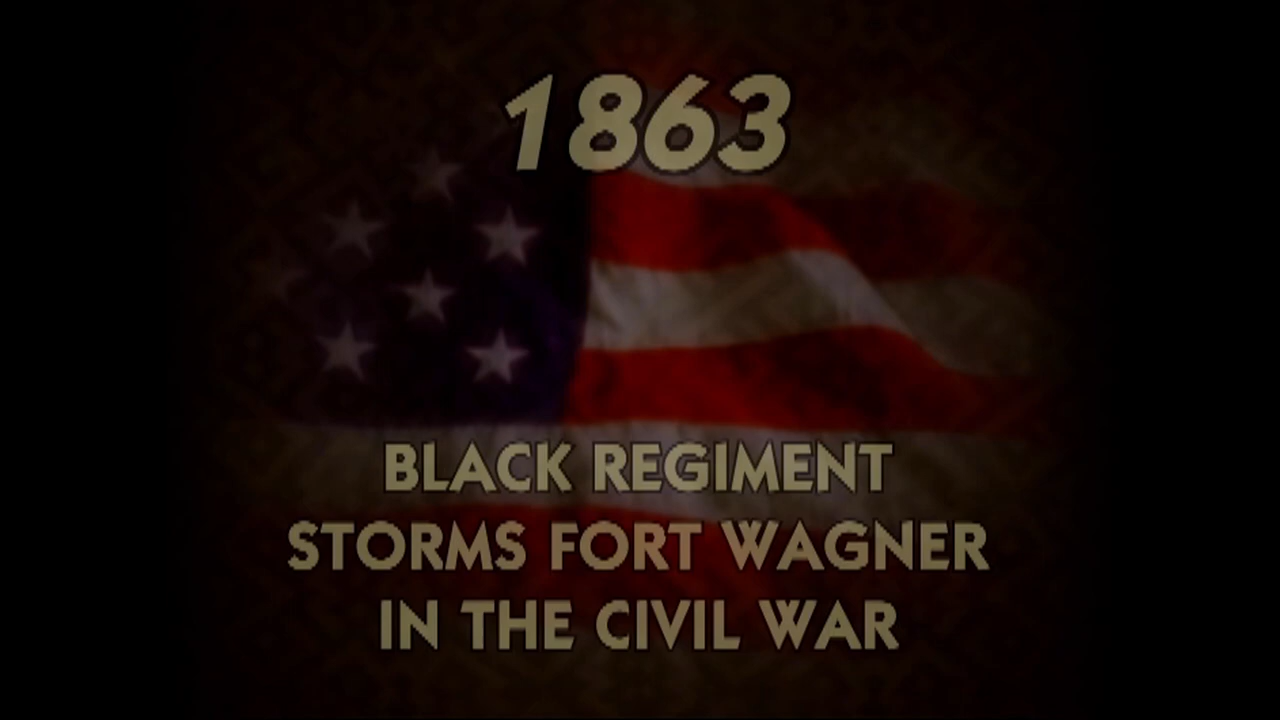 1863
BLACK REGIMENT
STORMS FORT WAGNER
IN THE CIVIL WAR